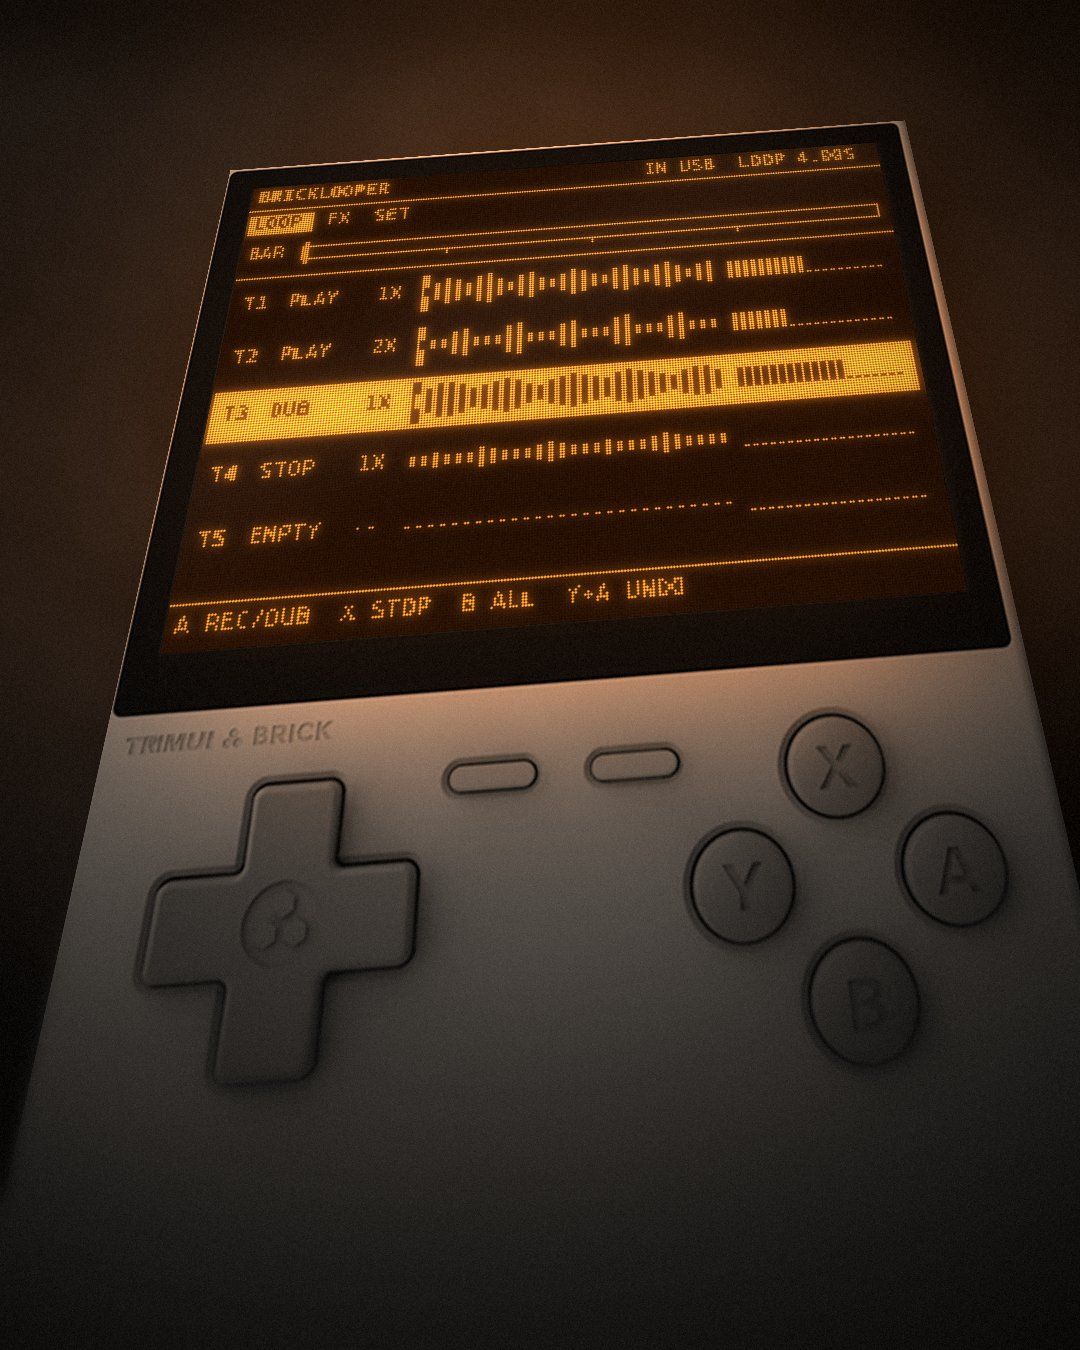 BRICKLOOPER
IN USB LOOP 4.00S
LOOP FX SET
BAR
T1 PLAY 1X
T2 PLAY 2X
T3 DUB 1X
T4 STOP 1X
T5 EMPTY --
A REC/DUB X STOP B ALL Y+A UNDO
TRIMUI & BRICK
X
Y
A
B